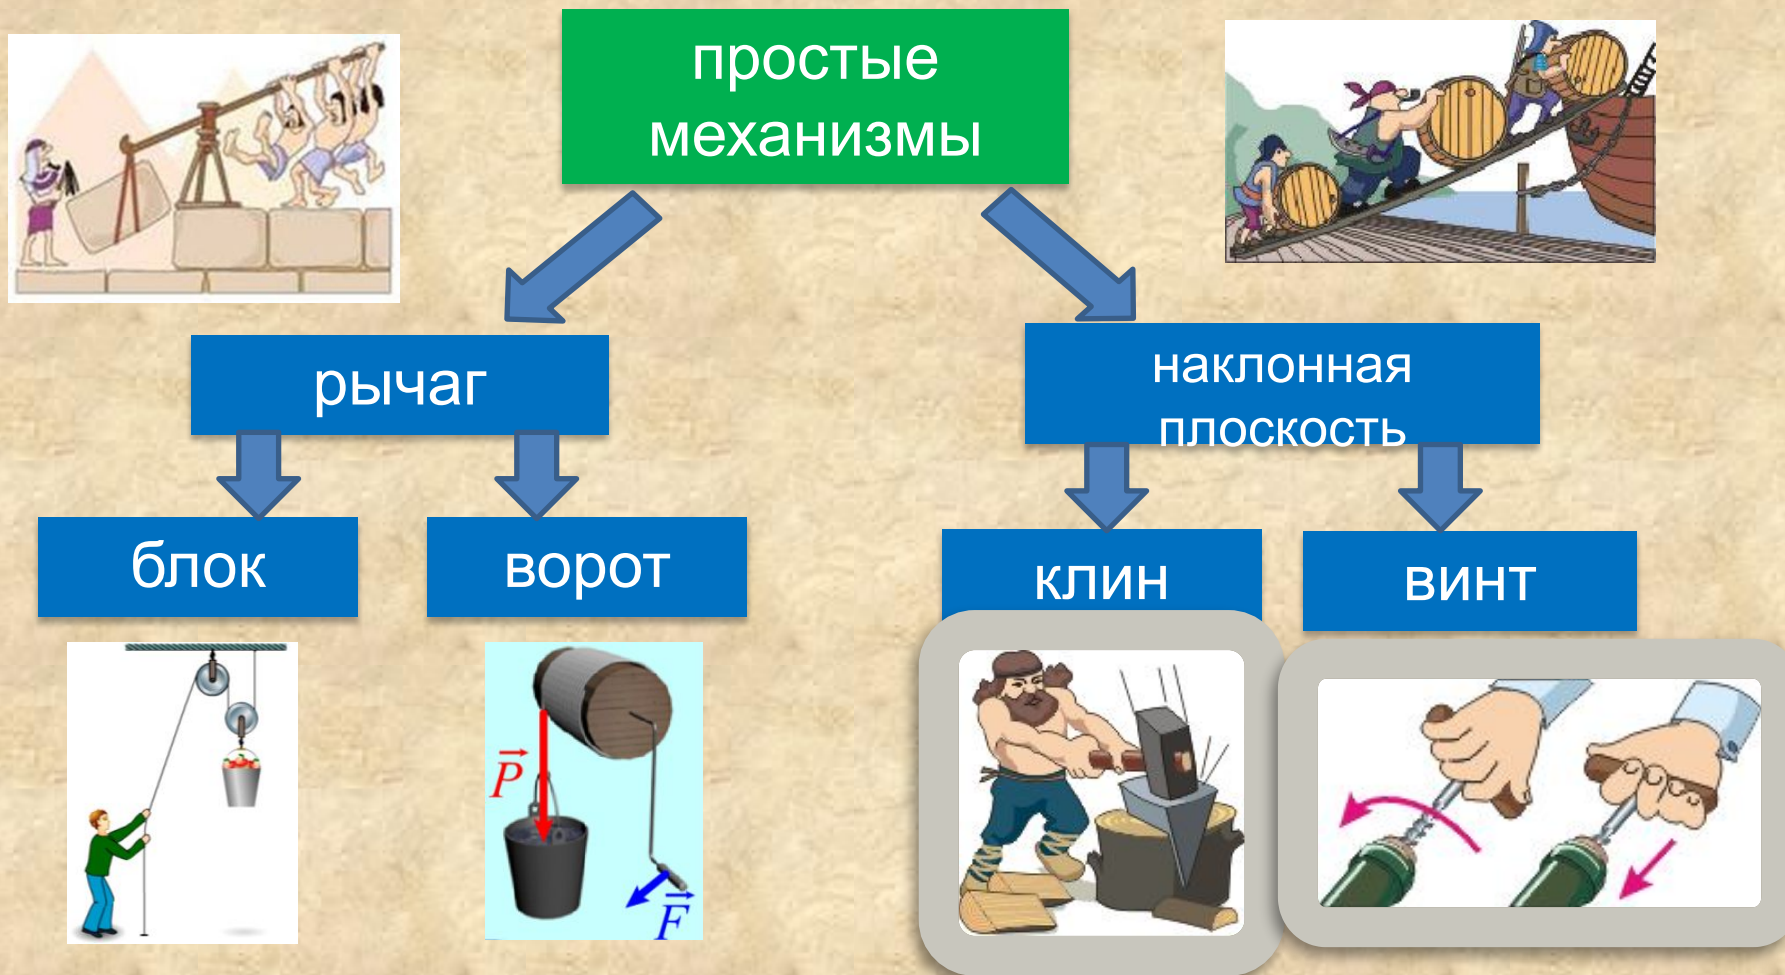 простые
механизмы
рычаг
наклонная
плоскость
блок
ворот
клин
винт
P
F